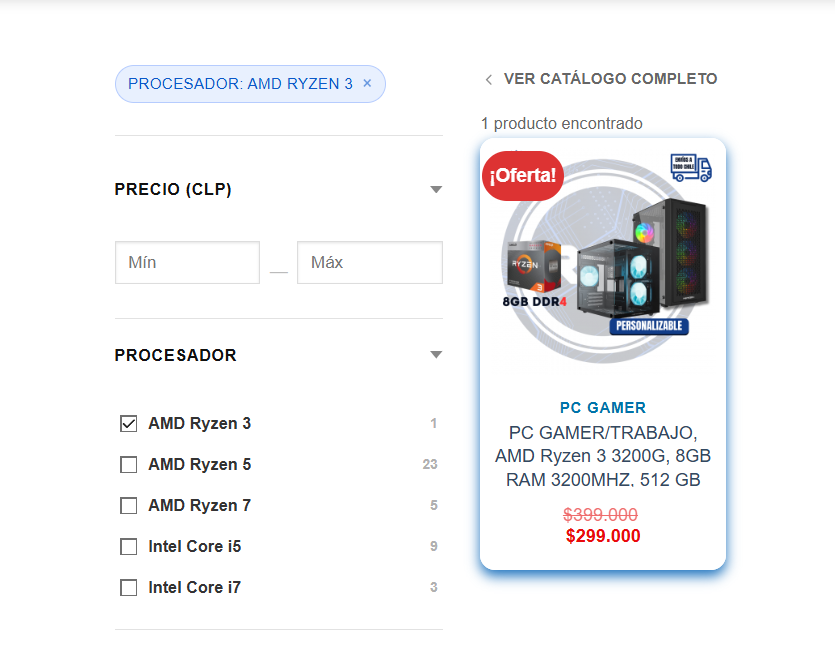 PROCESADOR: AMD RYZEN 3 ×
PRECIO (CLP)
Mín
Máx
PROCESADOR
AMD Ryzen 3 1
AMD Ryzen 5 23
AMD Ryzen 7 5
Intel Core i5 9
Intel Core i7 3
VER CATÁLOGO COMPLETO
1 producto encontrado
¡Oferta!
ENVÍOS A
TODO CHILE
RYZEN
3
8GB DDR4
PERSONALIZABLE
PC GAMER
PC GAMER/TRABAJO,
AMD Ryzen 3 3200G, 8GB
RAM 3200MHZ, 512 GB
$399.000
$299.000